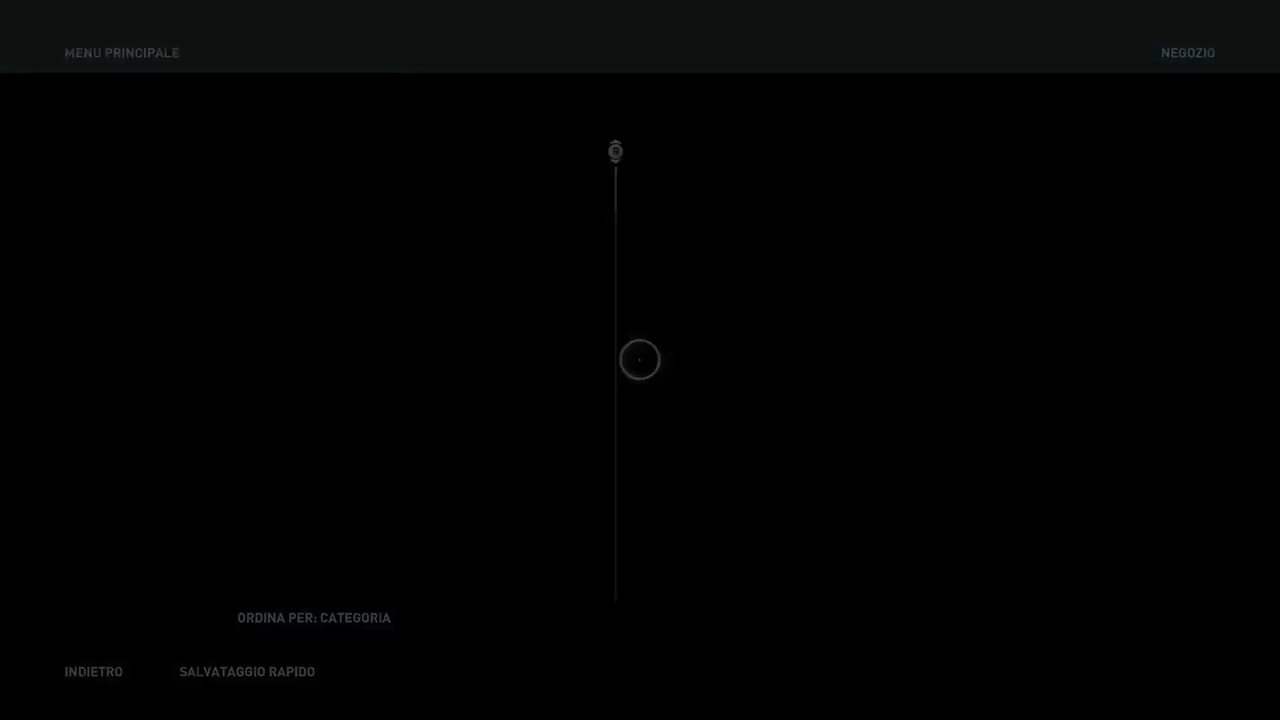 MENU PRINCIPALE
NEGOZIO
ORDINA PER: CATEGORIA
INDIETRO
SALVATAGGIO RAPIDO